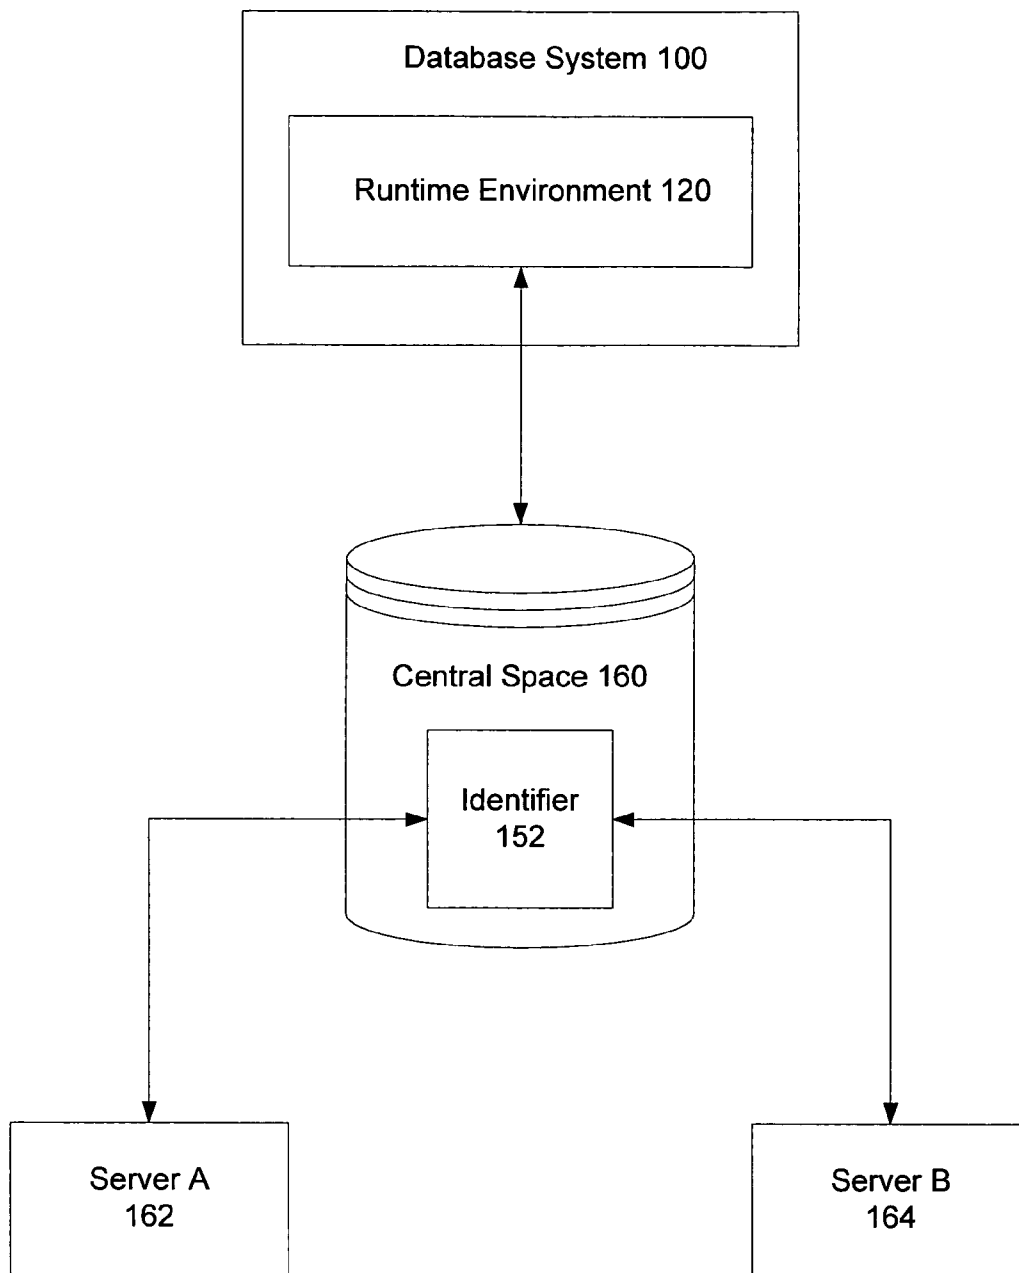 Database System 100
Runtime Environment 120
Central Space 160
Identifier
152
Server A
162
Server B
164